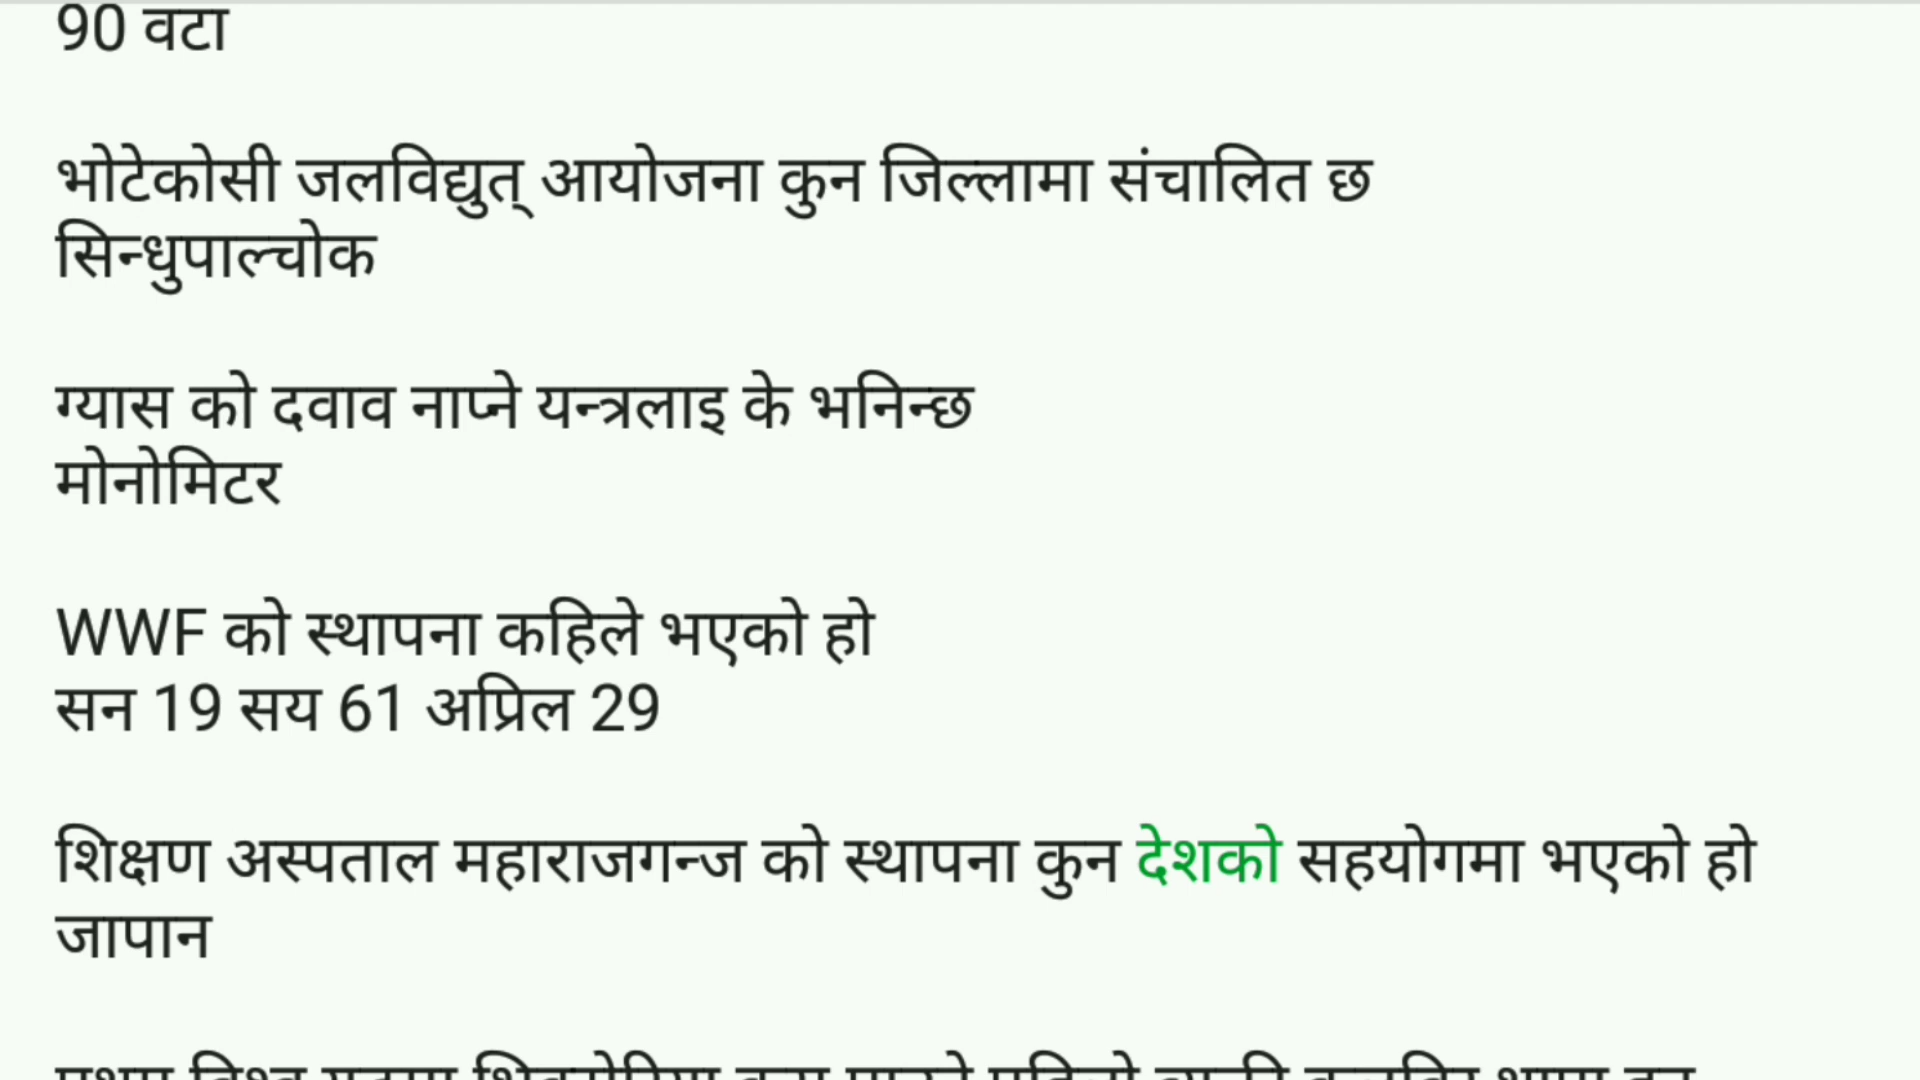 90 वटा
भोटेकोसी जलविद्युत् आयोजना कुन जिल्लामा संचालित छ
सिन्धुपाल्चोक
ग्यास को दवाव नाप्ने यन्त्रलाइ के भनिन्छ
मोनोमिटर
WWF को स्थापना कहिले भएको हो
सन 19 सय 61 अप्रिल 29
शिक्षण अस्पताल महाराजगन्ज को स्थापना कुन देशको सहयोगमा भएको हो
जापान